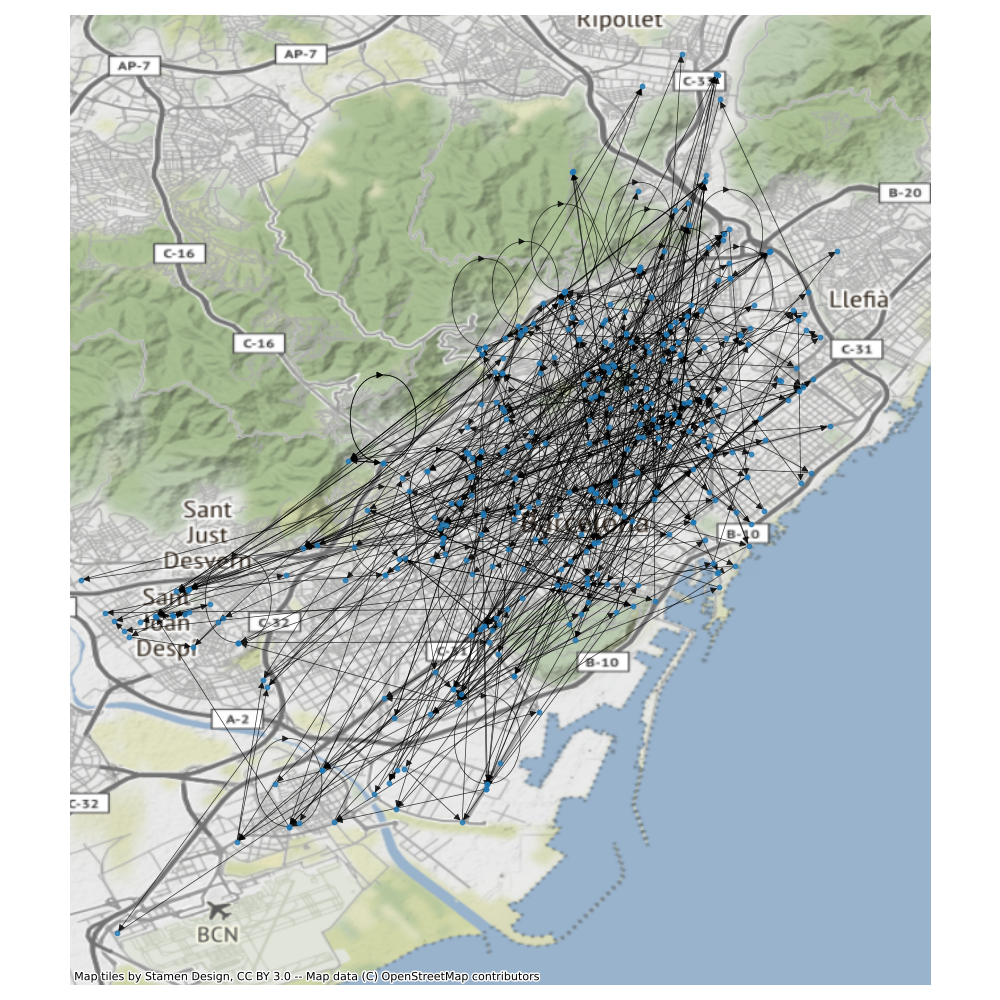 Ripollet
AP-7
AP-7
C-33
B-20
C-16
Llefià
C-16
C-31
Sant
Just
Desvern
Barcelona
B-10
Sant
Joan
Despí
C-32
C-31
B-10
A-2
C-32
BCN
Map tiles by Stamen Design, CC BY 3.0 -- Map data (C) OpenStreetMap contributors